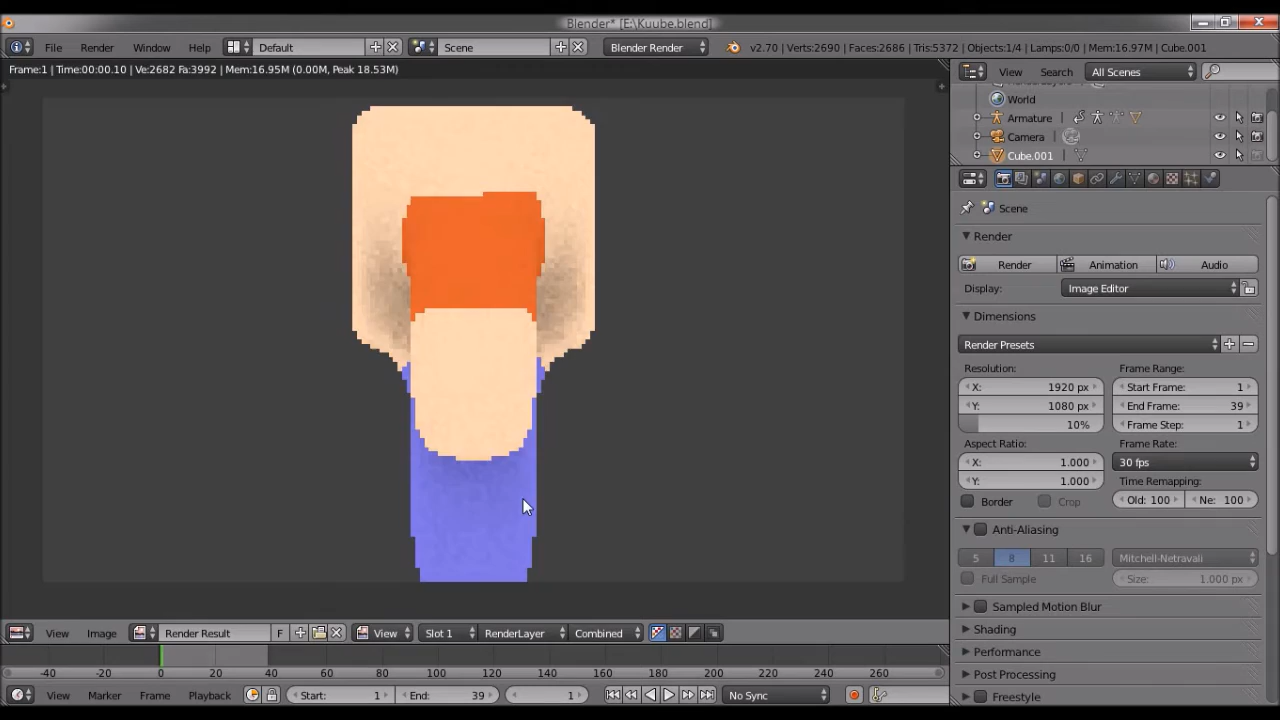 Blender* [E:\Kuube.blend]
File Render Window Help Default Scene Blender Render v2.70 | Verts:2690 | Faces:2686 | Tris:5372 | Objects:1/4 | Lamps:0/0 | Mem:16.97M | Cube.001
Frame:1 | Time:00:00.10 | Ve:2682 Fa:3992 | Mem:16.95M (0.00M, Peak 18.53M)
View Search All Scenes
World
Armature
Camera
Cube.001
Scene
Render
Render Animation Audio
Display: Image Editor
Dimensions
Render Presets
Resolution: Frame Range:
X: 1920 px Start Frame: 1
Y: 1080 px End Frame: 39
10% Frame Step: 1
Aspect Ratio: Frame Rate:
X: 1.000 30 fps
Y: 1.000 Time Remapping:
Border Crop Old: 100 Ne: 100
Anti-Aliasing
5 8 11 16 Mitchell-Netravali
Full Sample Size: 1.000 px
Sampled Motion Blur
Shading
Performance
Post Processing
Freestyle
View Image Render Result F View Slot 1 RenderLayer Combined
-40 -20 0 20 40 60 80 100 120 140 160 180 200 220 240 260
View Marker Frame Playback Start: 1 End: 39 1 No Sync